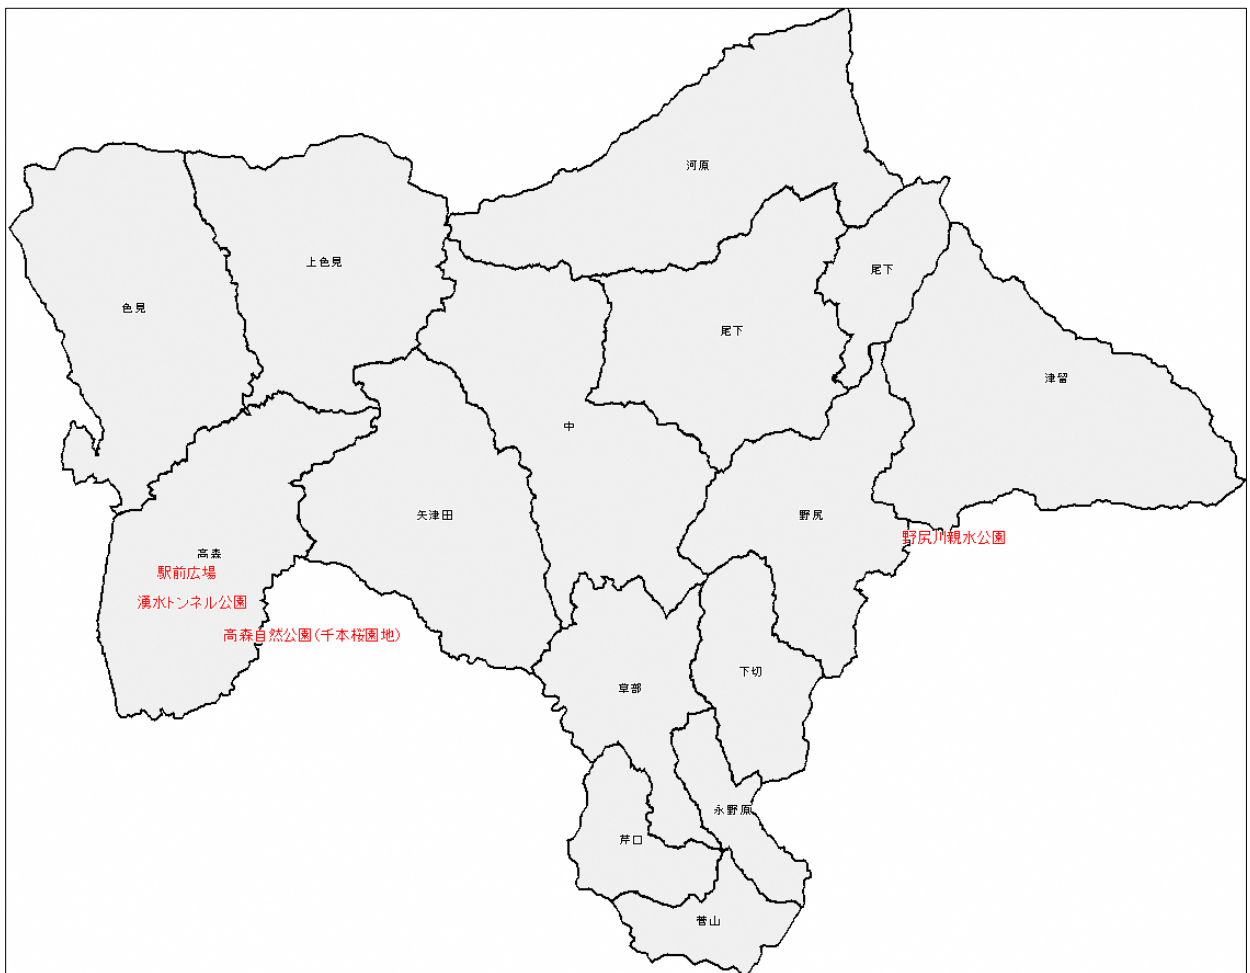 河原
上色見
尾下
色見
尾下
津留
中
矢津田
野尻
野尻川親水公園
高森
駅前広場
湧水トンネル公園
高森自然公園(千本桜園地)
下切
草部
永野原
芹口
菅山